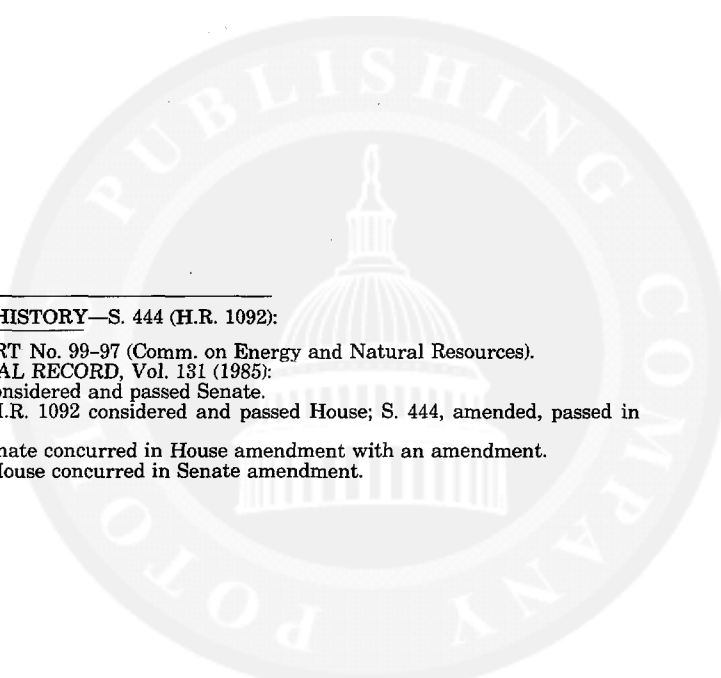 HISTORY—S. 444 (H.R. 1092):
RT No. 99-97 (Comm. on Energy and Natural Resources).
AL RECORD, Vol. 131 (1985):
nsidered and passed Senate.
I.R. 1092 considered and passed House; S. 444, amended, passed in
nate concurred in House amendment with an amendment.
House concurred in Senate amendment.
PUBLISHING COMPANY
POTO